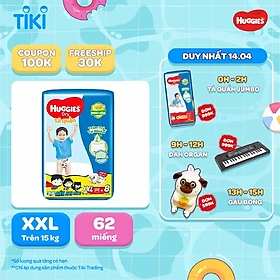 TIKI
HUGGIES
COUPON
100K
FREESHIP
30K
DUY NHẤT 14.04
0H - 2H
TÃ QUẦN JUMBO
9H - 12H
ĐÀN ORGAN
13H - 15H
GẤU BÔNG
HUGGIES
Dry
XXL
Trên 15 kg
62
miếng
*Số lượng quà tặng có hạn
**CN áp dụng sản phẩm thuộc Tiki Trading